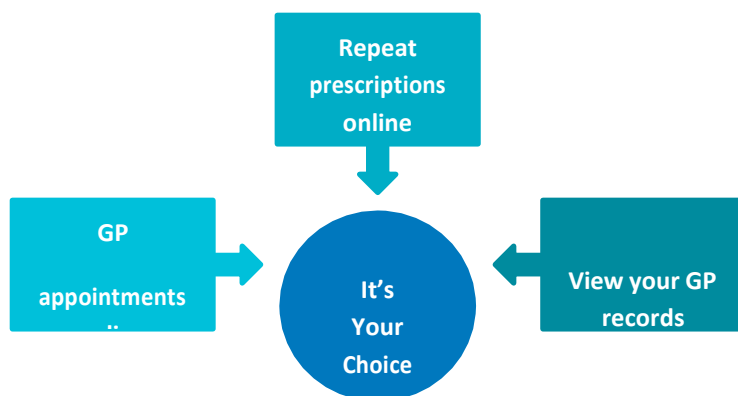 Repeat
prescriptions
online
GP
appointments
It's
Your
Choice
View your GP
records